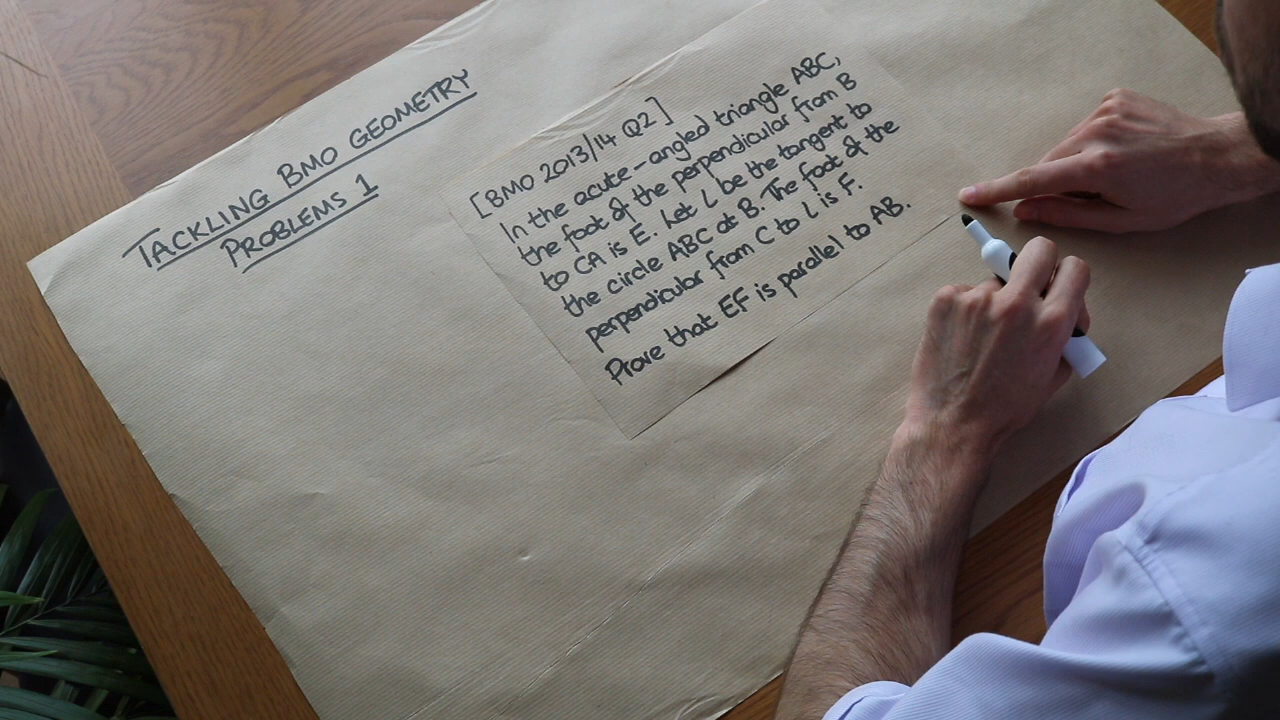 TACKLING BMO GEOMETRY
PROBLEMS 1
[BMO 2013/14 Q2]
In the acute-angled triangle ABC,
the foot of the perpendicular from B
to CA is E. Let l be the tangent to
the circle ABC at B. The foot of the
perpendicular from C to l is F.
Prove that EF is parallel to AB.